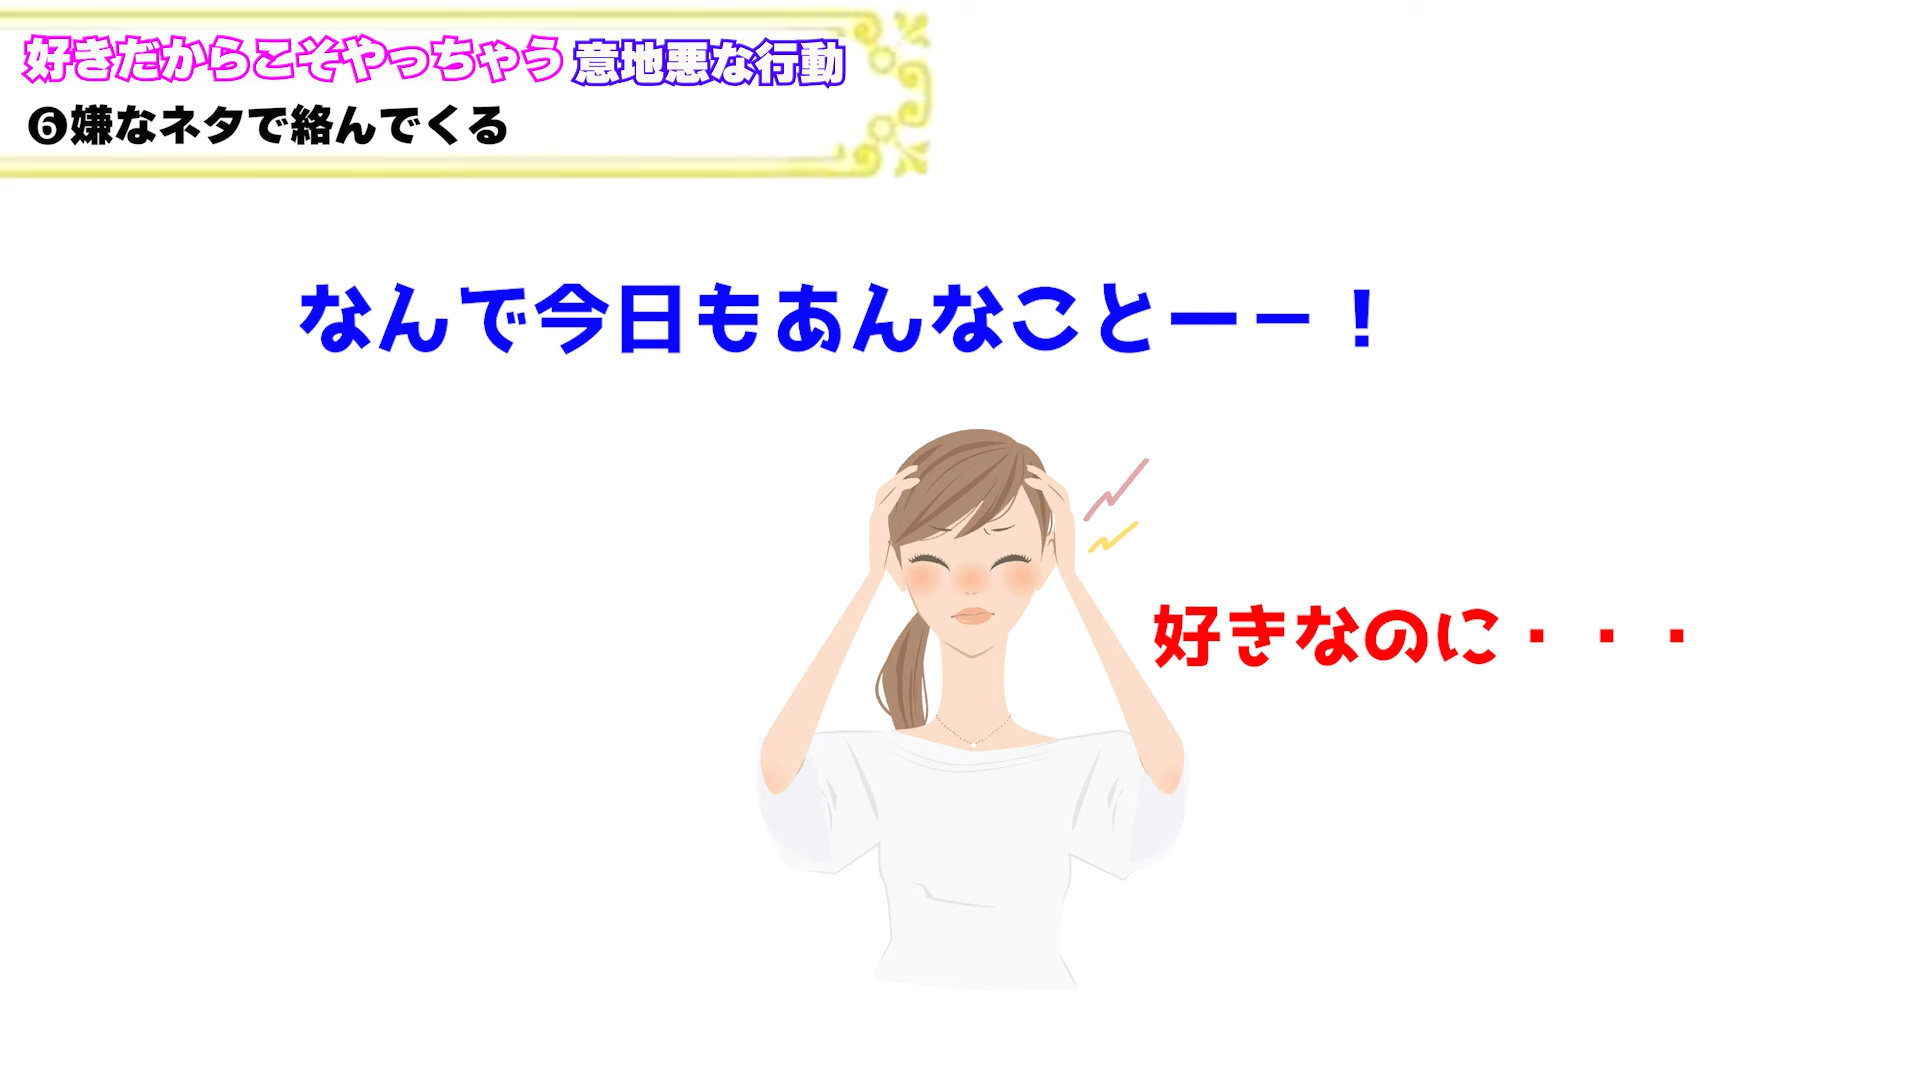 好きだからこそやっちゃう 意地悪な行動
❻嫌なネタで絡んでくる
なんで今日もあんなことーー！
好きなのに・・・